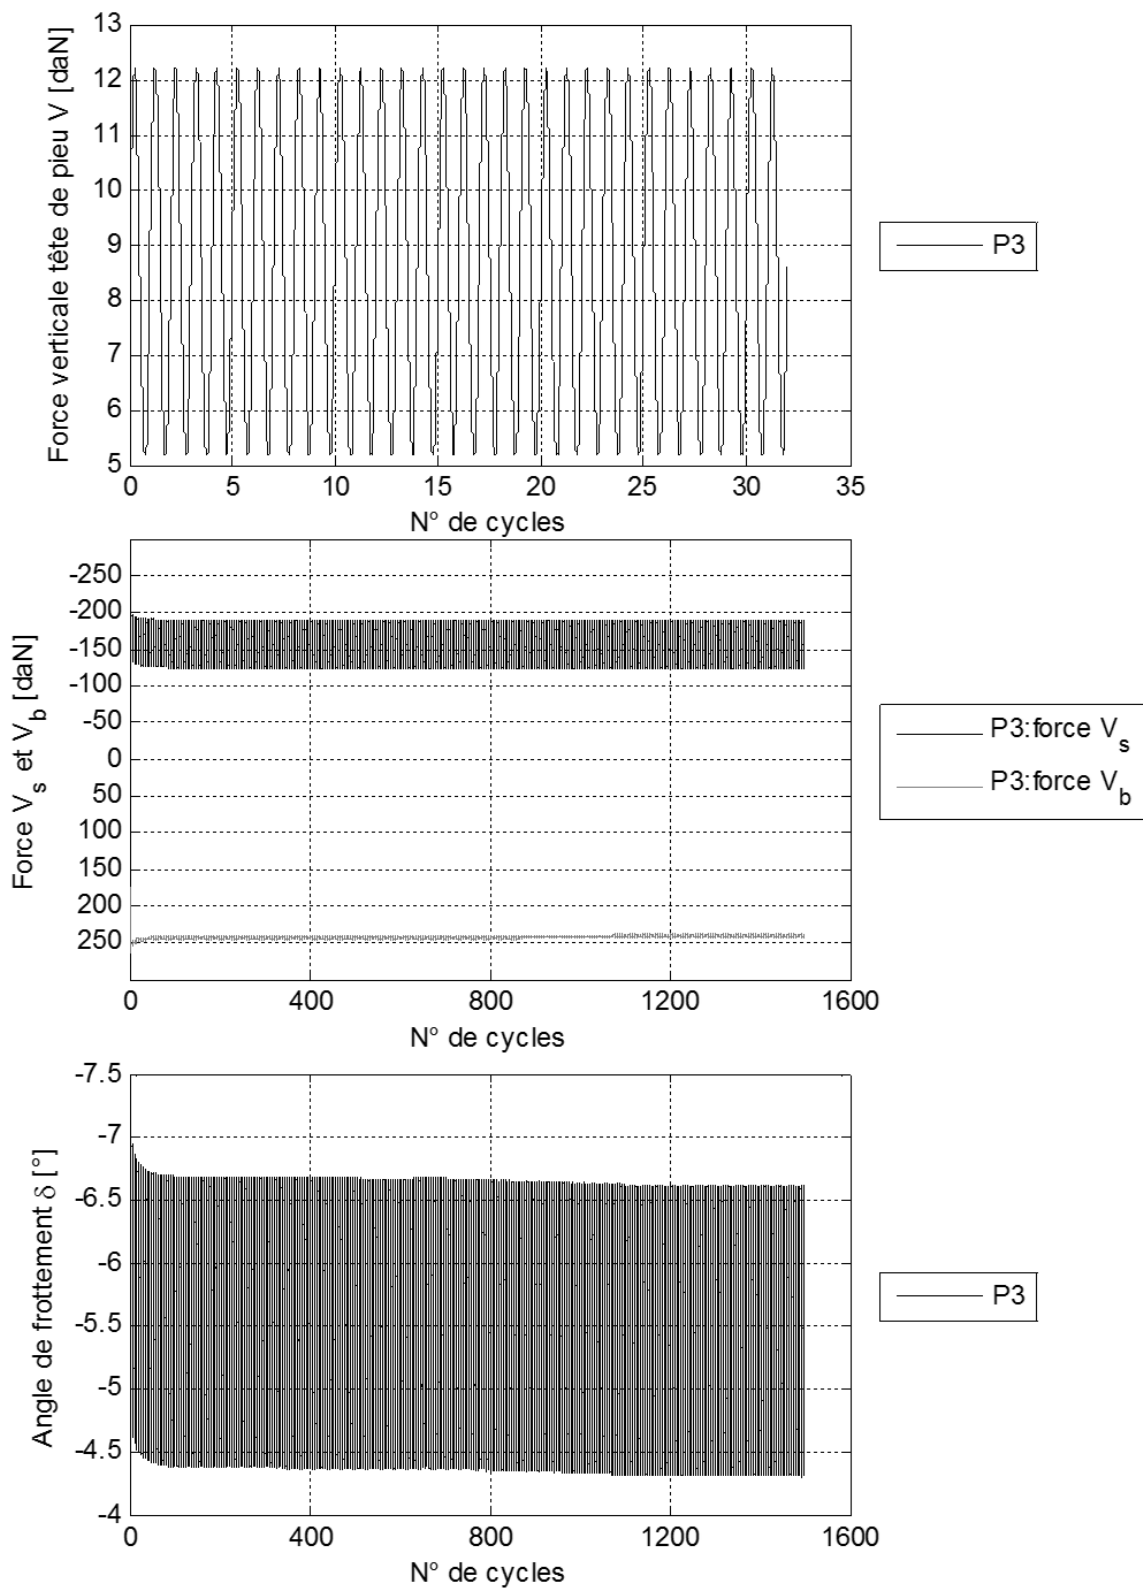 13
12
11
10
9
8
7
6
5
Force verticale tête de pieu V [daN]
0 5 10 15 20 25 30 35
N° de cycles
P3
-250
-200
-150
-100
-50
0
50
100
150
200
250
Force V_s et V_b [daN]
0 400 800 1200 1600
N° de cycles
P3:force V_s
P3:force V_b
-7.5
-7
-6.5
-6
-5.5
-5
-4.5
-4
Angle de frottement δ [°]
0 400 800 1200 1600
N° de cycles
P3